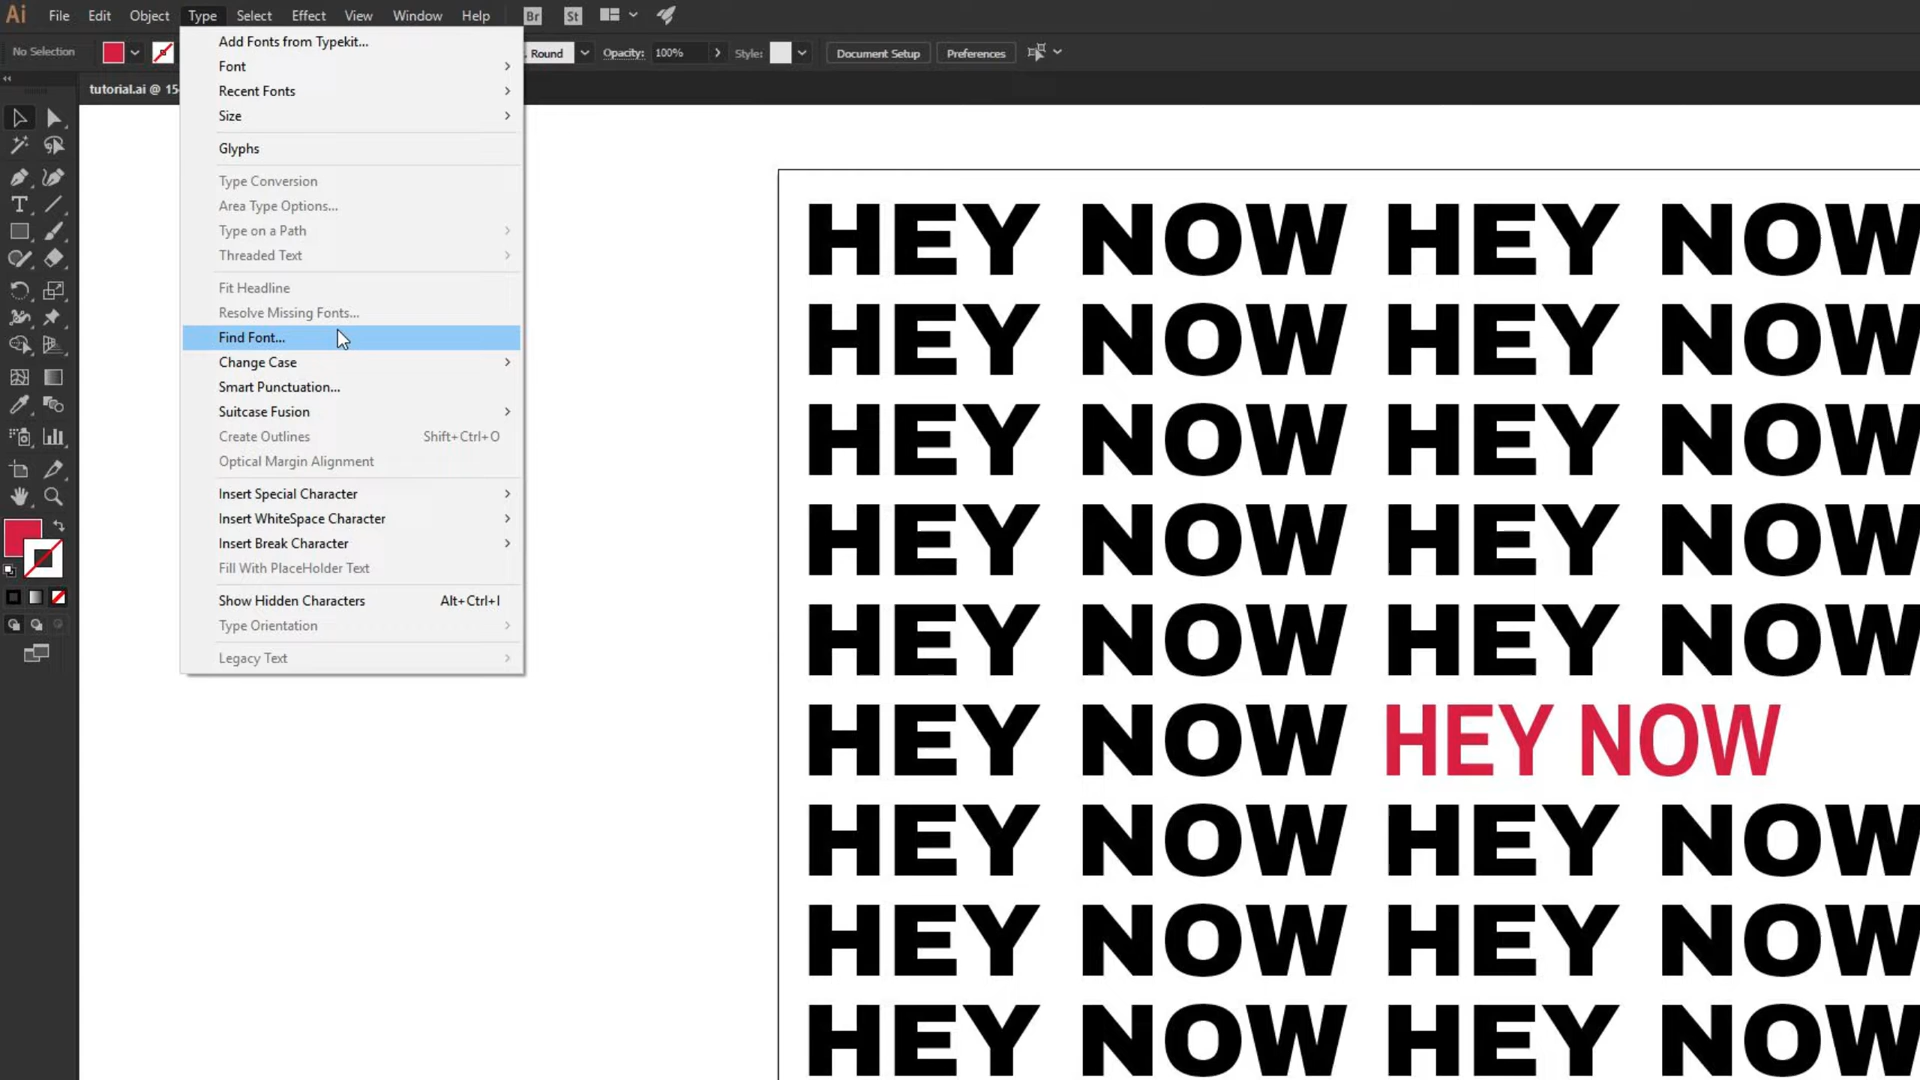 Ai File Edit Object Type Select Effect View Window Help Br St
No Selection Round Opacity: 100% Style: Document Setup Preferences
tutorial.ai @ 15
Add Fonts from Typekit...
Font
Recent Fonts
Size
Glyphs
Type Conversion
Area Type Options...
Type on a Path
Threaded Text
Fit Headline
Resolve Missing Fonts...
Find Font...
Change Case
Smart Punctuation...
Suitcase Fusion
Create Outlines Shift+Ctrl+O
Optical Margin Alignment
Insert Special Character
Insert WhiteSpace Character
Insert Break Character
Fill With PlaceHolder Text
Show Hidden Characters Alt+Ctrl+I
Type Orientation
Legacy Text
HEY NOW HEY NOW
HEY NOW HEY NOW
HEY NOW HEY NOW
HEY NOW HEY NOW
HEY NOW HEY NOW
HEY NOW HEY NOW
HEY NOW HEY NOW
HEY NOW HEY NOW
HEY NOW HEY NOW